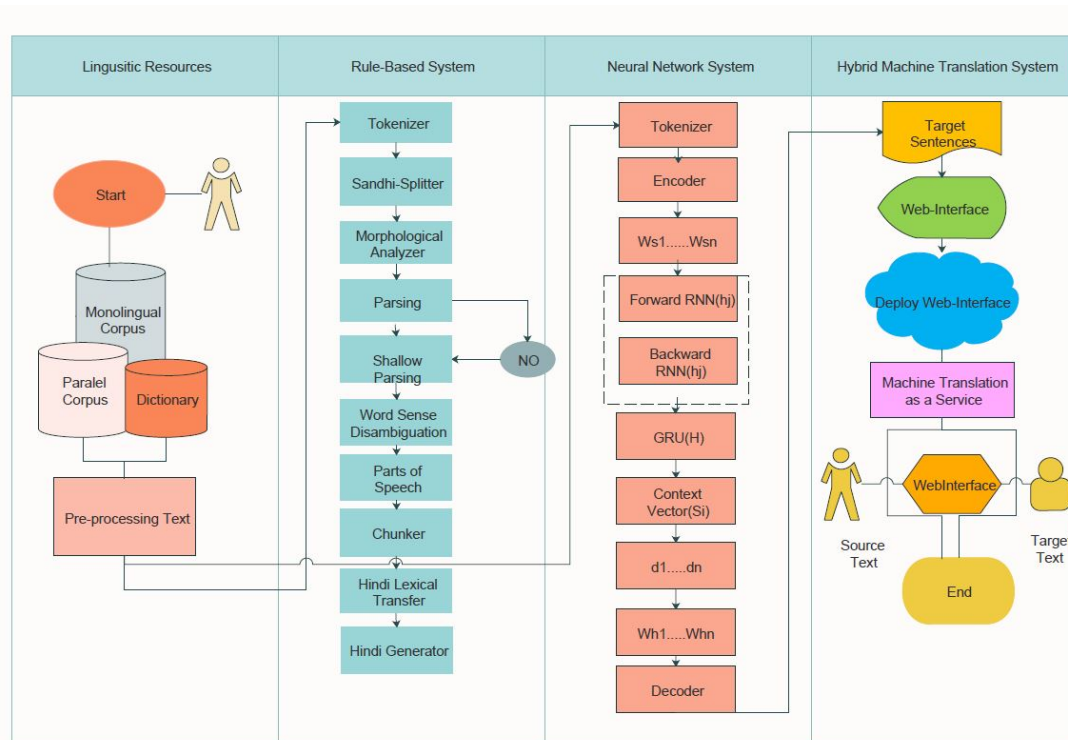 Lingusitic Resources
Rule-Based System
Neural Network System
Hybrid Machine Translation System
Start
Monolingual
Corpus
Paralel
Corpus
Dictionary
Pre-processing Text
Tokenizer
Sandhi-Splitter
Morphological
Analyzer
Parsing
NO
Shallow
Parsing
Word Sense
Disambiguation
Parts of
Speech
Chunker
Hindi Lexical
Transfer
Hindi Generator
Tokenizer
Encoder
Ws1......Wsn
Forward RNN(hj)
Backward
RNN(hj)
GRU(H)
Context
Vector(Si)
d1.....dn
Wh1.....Whn
Decoder
Target
Sentences
Web-Interface
Deploy Web-Interface
Machine Translation
as a Service
WebInterface
Source
Text
Target
Text
End